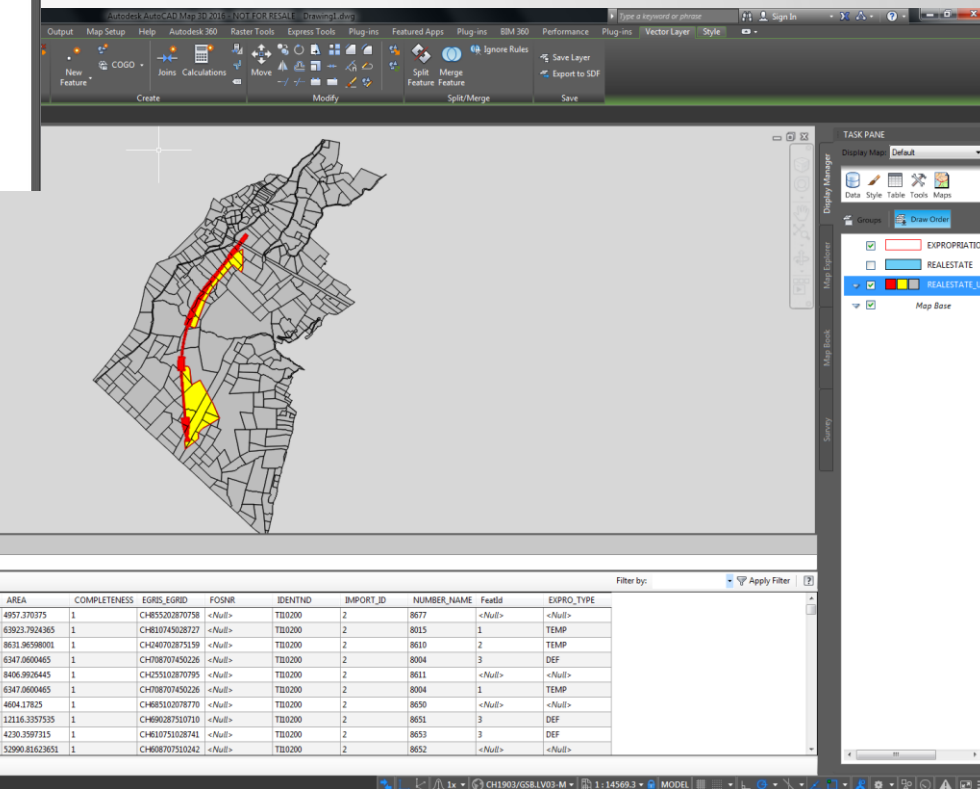 Autodesk AutoCAD Map 3D 2016 - NOT FOR RESALE Drawing1.dwg Type a keyword or phrase Sign In
Output Map Setup Help Autodesk 360 Raster Tools Express Tools Plug-ins Featured Apps Plug-ins BIM 360 Performance Plug-ins Vector Layer Style
New Feature COGO Joins Calculations Move Split Feature Merge Feature Ignore Rules Save Layer
Export to SDF
Create Modify Split/Merge Save
TASK PANE
Display Map: Default
Data Style Table Tools Maps
Groups Draw Order
EXPROPRIATIO
REALESTATE
REALESTATE_U
Map Base
Display Manager
Map Explorer
Map Book
Survey
Filter by: Apply Filter ?
AREA COMPLETENESS EGRIS_EGRID FOSNR IDENTND IMPORT_ID NUMBER_NAME FeatId EXPRO_TYPE
4957.370375 1 CH855202870758 <Null> TI10200 2 8677 <Null> <Null>
63923.7924365 1 CH810745028727 <Null> TI10200 2 8015 1 TEMP
8631.96598001 1 CH240702875159 <Null> TI10200 2 8610 2 TEMP
6347.0600465 1 CH708707450226 <Null> TI10200 2 8004 3 DEF
8406.9926445 1 CH255102870795 <Null> TI10200 2 8611 <Null> <Null>
6347.0600465 1 CH708707450226 <Null> TI10200 2 8004 1 TEMP
4604.17825 1 CH685102078770 <Null> TI10200 2 8650 <Null> <Null>
12116.3357535 1 CH690287510710 <Null> TI10200 2 8651 3 DEF
4230.3597315 1 CH610751028741 <Null> TI10200 2 8653 3 DEF
52990.81623651 1 CH608707510242 <Null> TI10200 2 8652 <Null> <Null>
1x CH1903/GSB.LV03-M 1:14569.3 MODEL